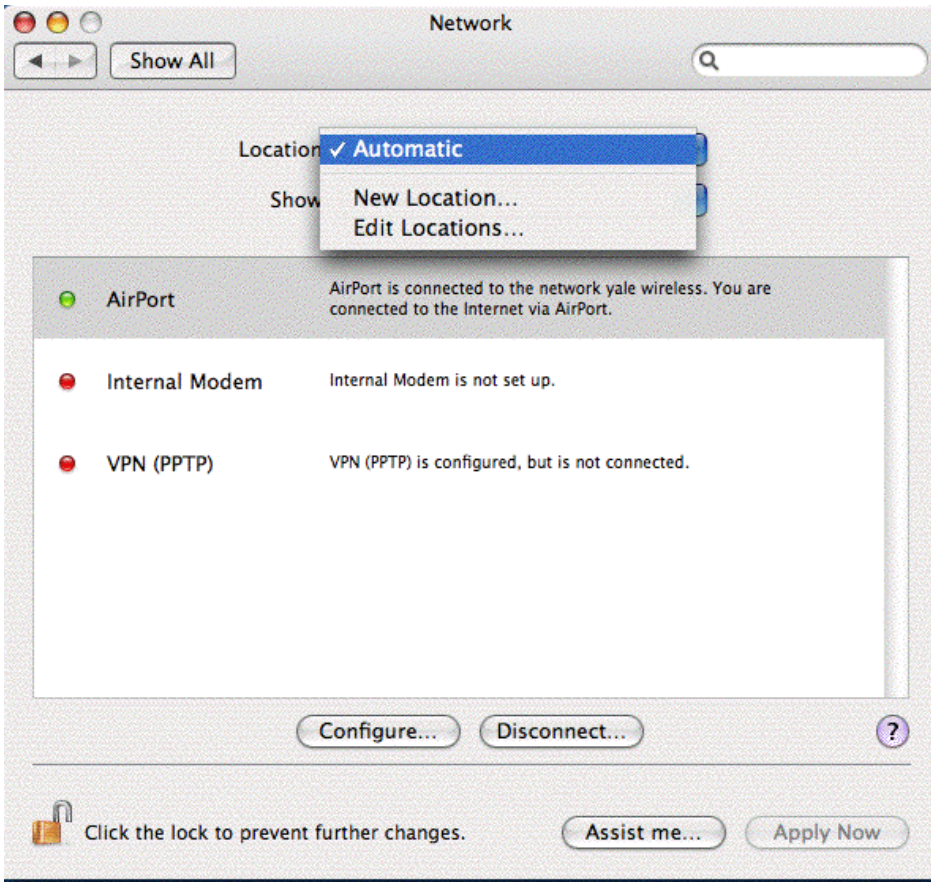 Network
Show All
Location ✓ Automatic
New Location...
Show
Edit Locations...
AirPort
AirPort is connected to the network yale wireless. You are
connected to the Internet via AirPort.
Internal Modem
Internal Modem is not set up.
VPN (PPTP)
VPN (PPTP) is configured, but is not connected.
Configure...
Disconnect...
?
Click the lock to prevent further changes.
Assist me...
Apply Now